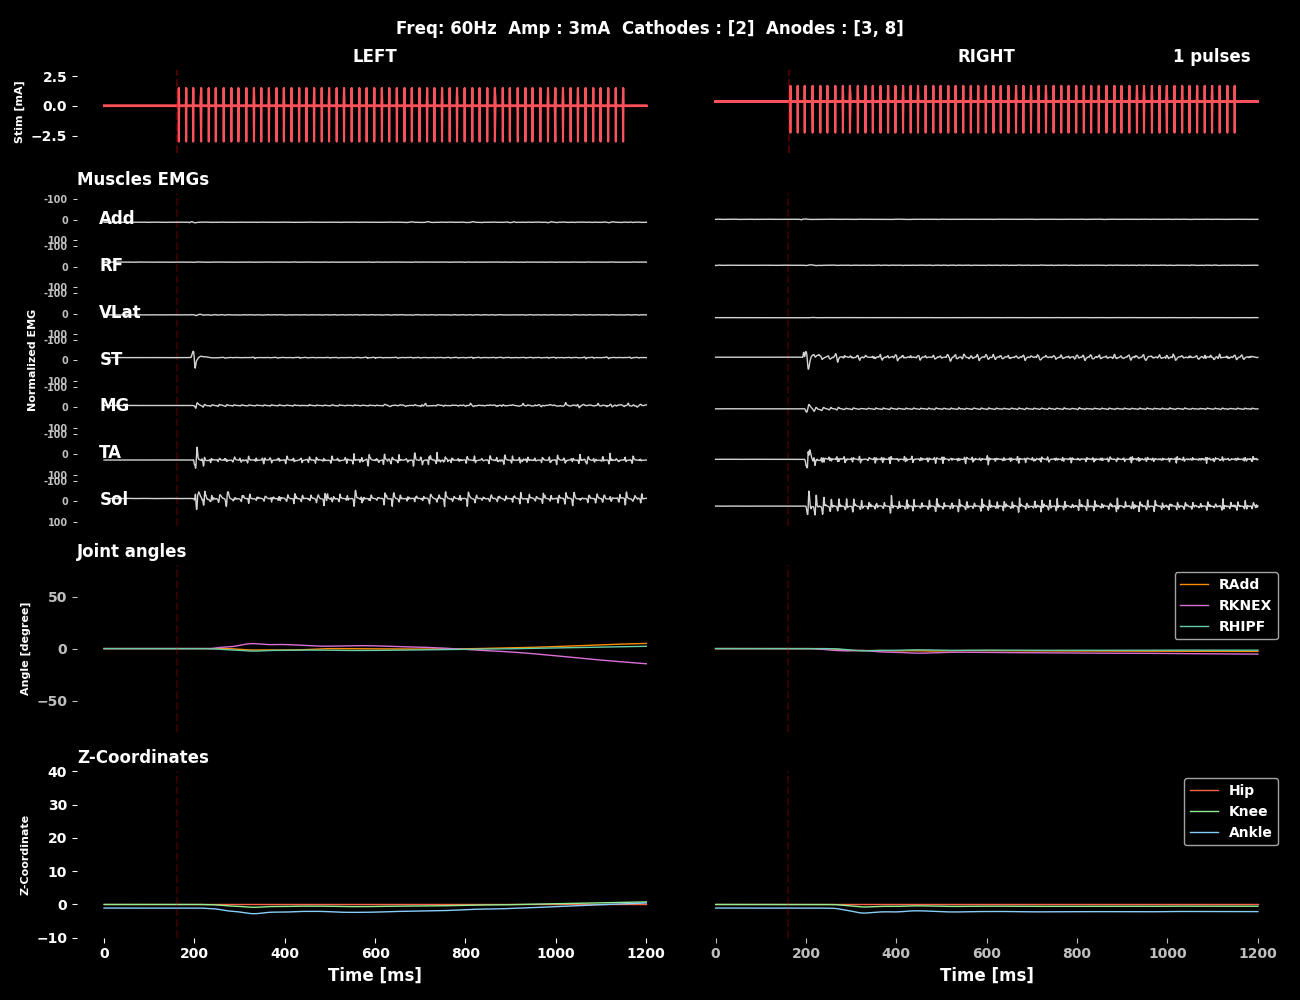 Freq: 60Hz  Amp : 3mA  Cathodes : [2]  Anodes : [3, 8]
LEFT
RIGHT
1 pulses
Stim [mA]
2.5
0.0
−2.5
Muscles EMGs
Normalized EMG
-100
0
100
Add
-100
0
100
RF
-100
0
100
VLat
-100
0
100
ST
-100
0
100
MG
-100
0
100
TA
-100
0
100
Sol
Joint angles
Angle [degree]
50
0
−50
RAdd
RKNEX
RHIPF
Z-Coordinates
Z-Coordinate
40
30
20
10
0
−10
Hip
Knee
Ankle
0 200 400 600 800 1000 1200
0 200 400 600 800 1000 1200
Time [ms]
Time [ms]